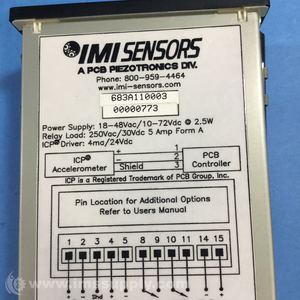 IMI SENSORS
A PCB PIEZOTRONICS DIV.
Phone: 800-959-4464
www.imi-sensors.com
683A110003
00000773
Power Supply: 18-48Vac/10-72Vdc @ 2.5W
Relay Load: 250Vac/30Vdc 5 Amp Form A
ICP® Driver: 4ma/24Vdc
ICP® Accelerometer
+ 1
- 2
Shield 3
PCB Controller
ICP is a Registered Trademark of PCB Group, Inc.
Pin Location for Additional Options
Refer to Users Manual
1 2 4 5 8 9 10 11 14 15
~ ~ Shd
www.imssupply.com